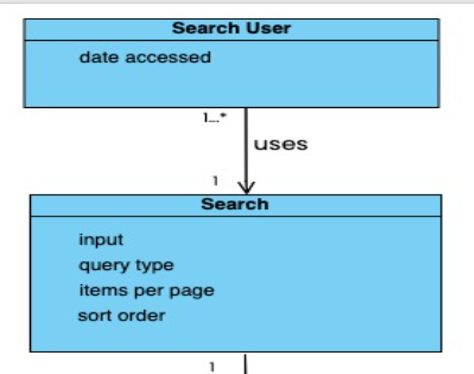 Search User
date accessed
1...*
uses
1
Search
input
query type
items per page
sort order
1